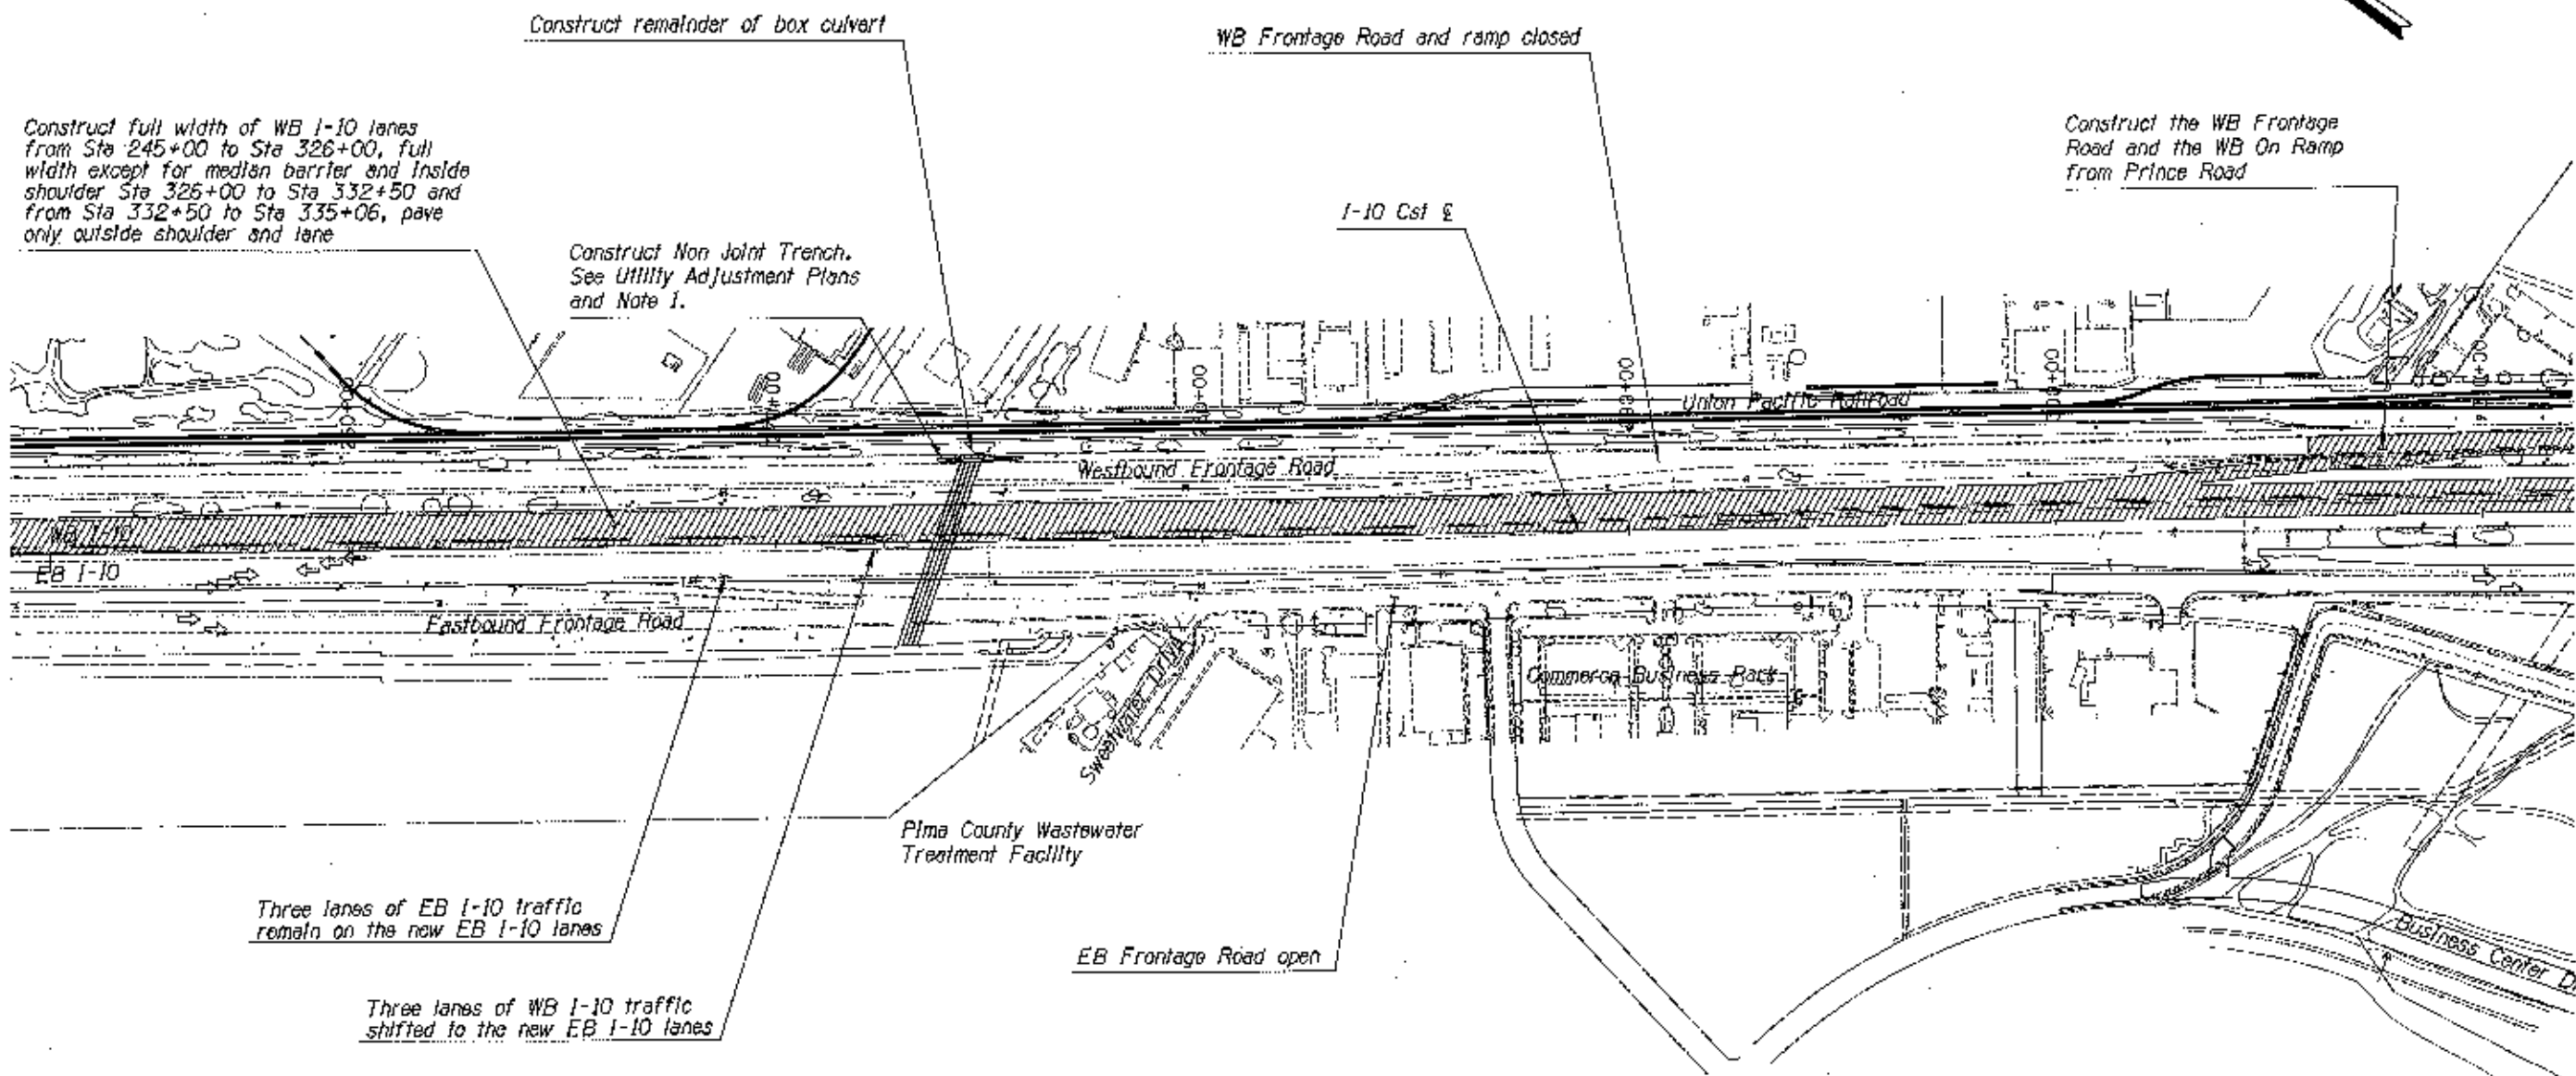 Construct remainder of box culvert
WB Frontage Road and ramp closed
Construct full width of WB I-10 lanes
from Sta 245+00 to Sta 326+00, full
width except for median barrier and inside
shoulder Sta 326+00 to Sta 332+50 and
from Sta 332+50 to Sta 335+06, pave
only outside shoulder and lane
Construct the WB Frontage
Road and the WB On Ramp
from Prince Road
I-10 Cst ℄
Construct Non Joint Trench.
See Utility Adjustment Plans
and Note 1.
Union Pacific Railroad
Westbound Frontage Road
WB I-10
EB I-10
Eastbound Frontage Road
Commerce Business Park
Sweetwater Drive
Pima County Wastewater
Treatment Facility
Three lanes of EB I-10 traffic
remain on the new EB I-10 lanes
EB Frontage Road open
Business Center
Three lanes of WB I-10 traffic
shifted to the new EB I-10 lanes